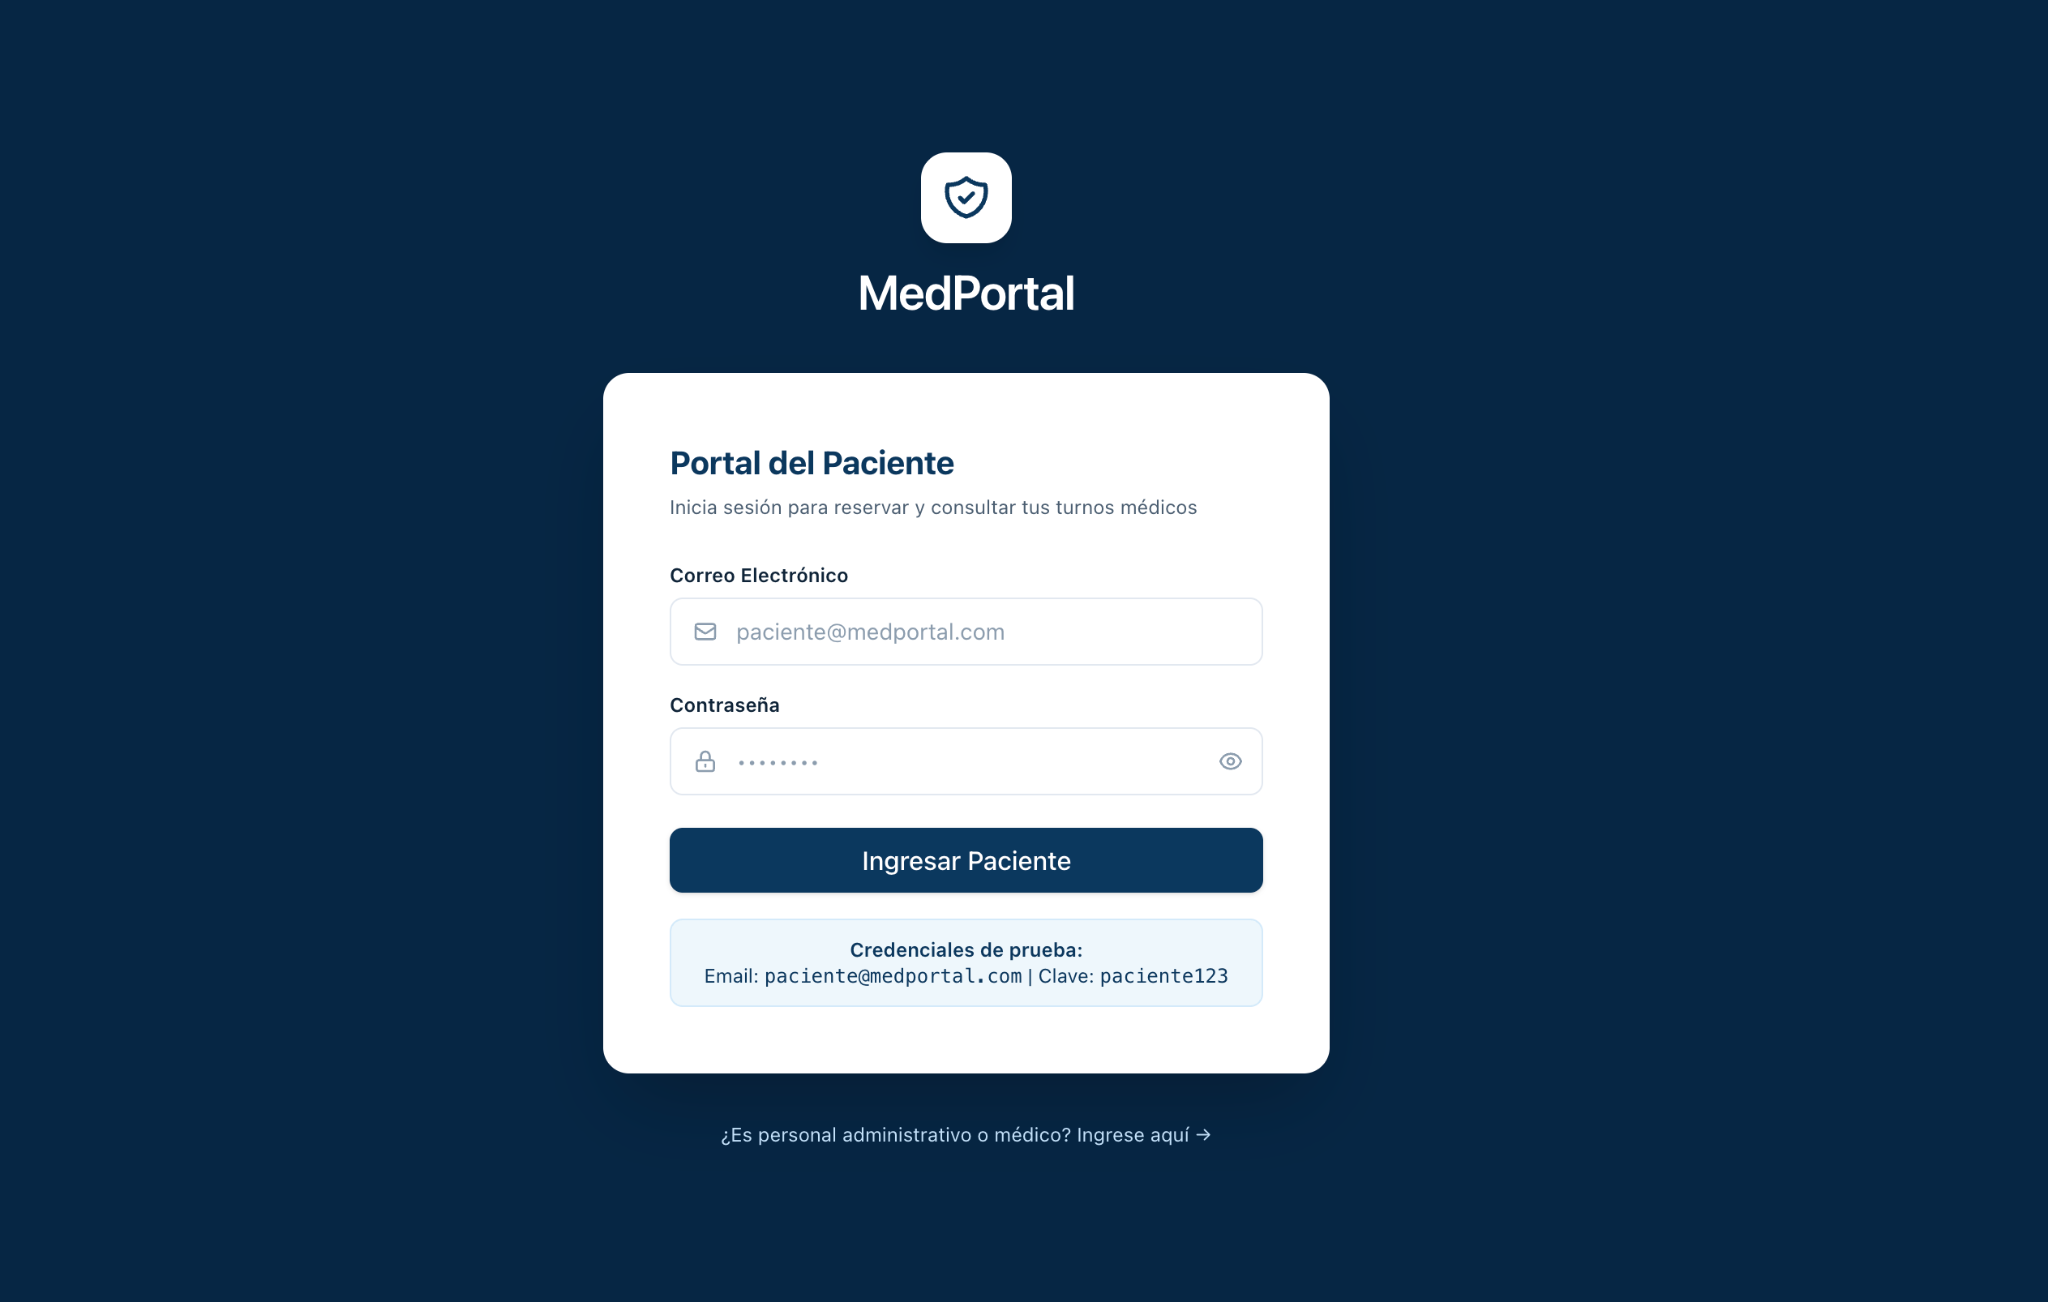 MedPortal
Portal del Paciente
Inicia sesión para reservar y consultar tus turnos médicos
Correo Electrónico
paciente@medportal.com
Contraseña
••••••••
Ingresar Paciente
Credenciales de prueba:
Email: paciente@medportal.com | Clave: paciente123
¿Es personal administrativo o médico? Ingrese aquí →